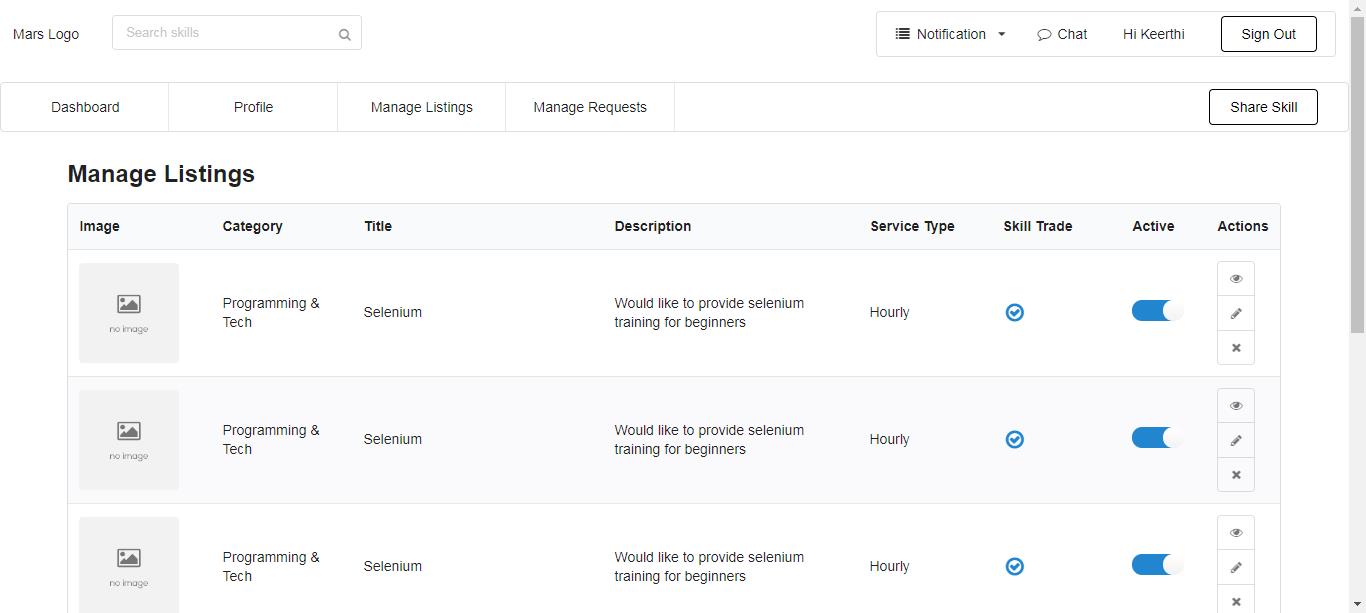 Mars Logo
Search skills
Notification
Chat
Hi Keerthi
Sign Out
Dashboard
Profile
Manage Listings
Manage Requests
Share Skill
Manage Listings
Image
Category
Title
Description
Service Type
Skill Trade
Active
Actions
no image
Programming &
Tech
Selenium
Would like to provide selenium
training for beginners
Hourly
no image
Programming &
Tech
Selenium
Would like to provide selenium
training for beginners
Hourly
no image
Programming &
Tech
Selenium
Would like to provide selenium
training for beginners
Hourly